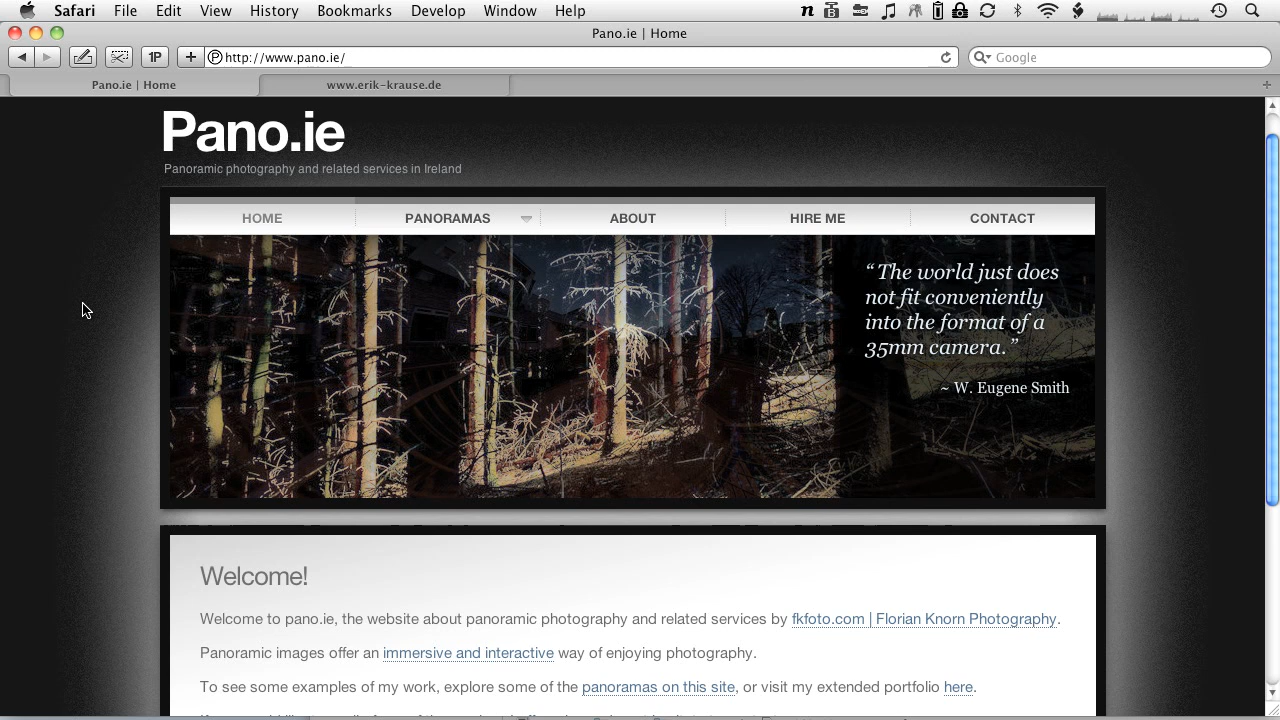 Safari File Edit View History Bookmarks Develop Window Help
Pano.ie | Home
1P + http://www.pano.ie/ Google
Pano.ie | Home www.erik-krause.de
Pano.ie
Panoramic photography and related services in Ireland
HOME PANORAMAS ABOUT HIRE ME CONTACT
“ The world just does
not fit conveniently
into the format of a
35mm camera. ”
~ W. Eugene Smith
Welcome!
Welcome to pano.ie, the website about panoramic photography and related services by fkfoto.com | Florian Knorn Photography.
Panoramic images offer an immersive and interactive way of enjoying photography.
To see some examples of my work, explore some of the panoramas on this site, or visit my extended portfolio here.